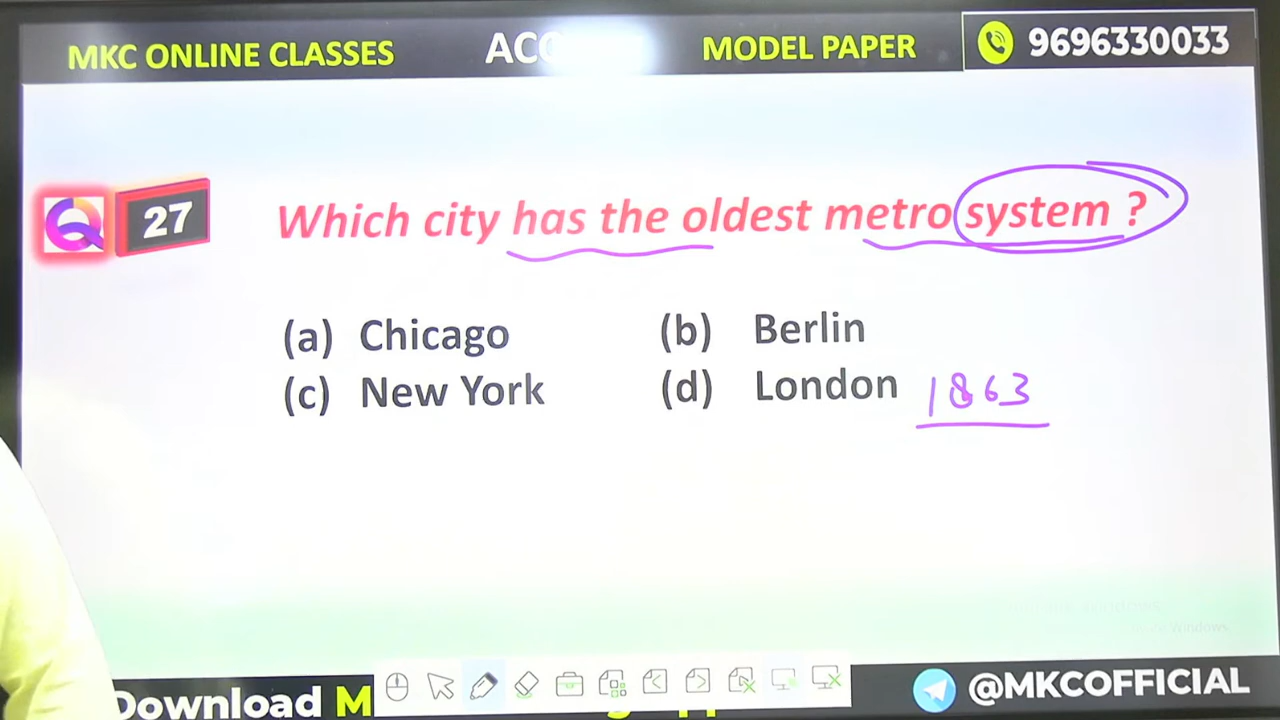 MKC ONLINE CLASSES ACC MODEL PAPER 9696330033
27 Which city has the oldest metro system ?
(a) Chicago (b) Berlin
(c) New York (d) London 1863
Download M
@MKCOFFICIAL